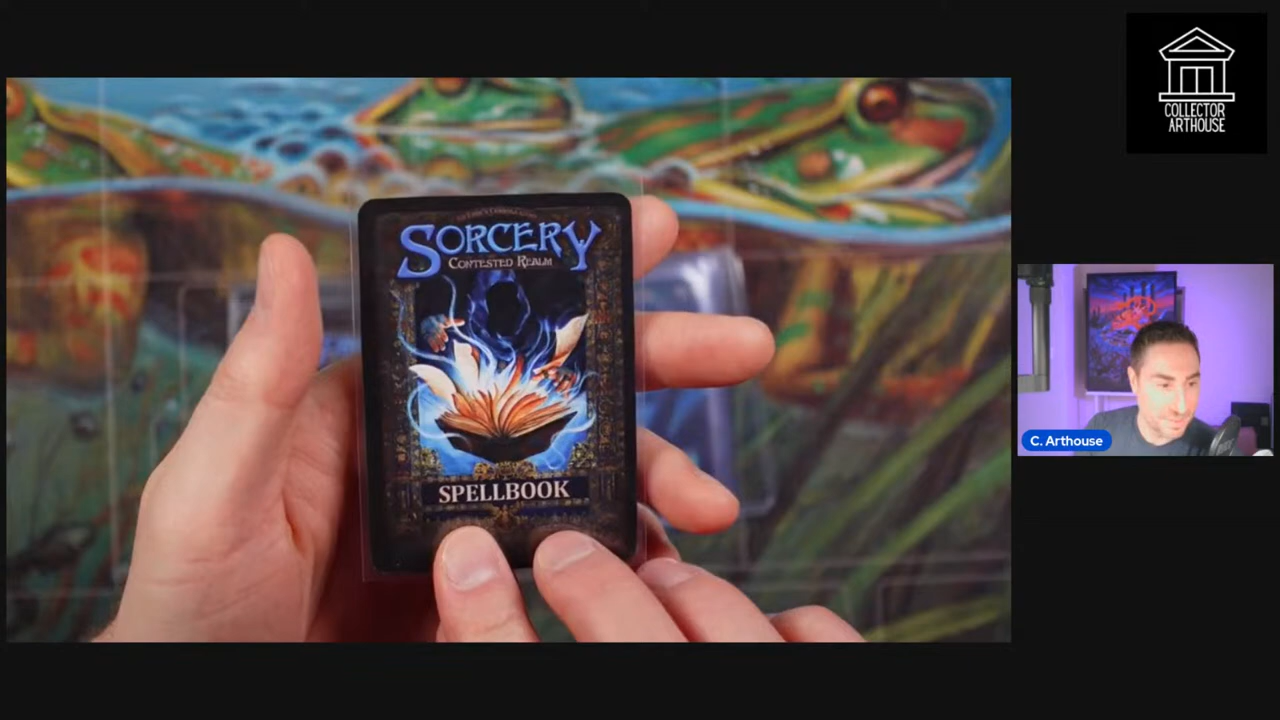 COLLECTOR
ARTHOUSE
SORCERY
CONTESTED REALM
SPELLBOOK
C. Arthouse